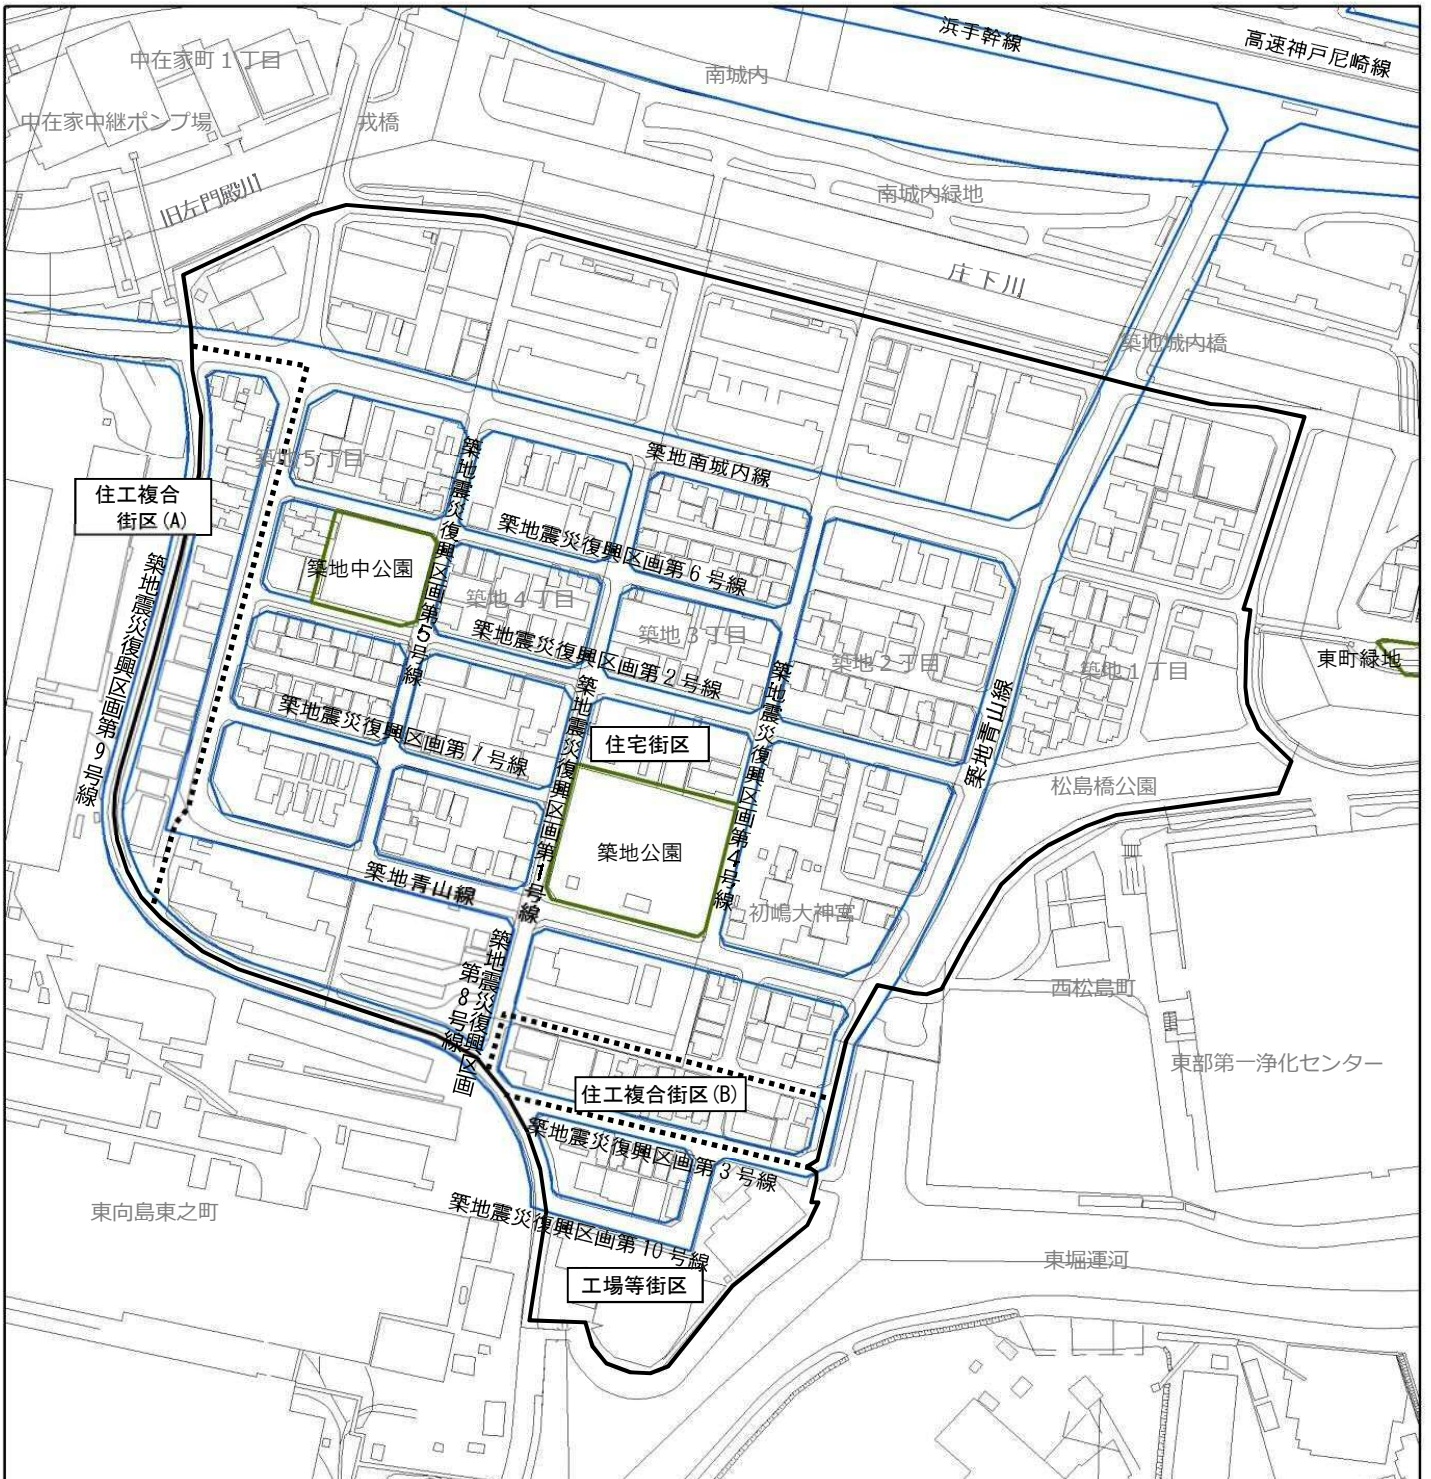 浜手幹線
高速神戸尼崎線
中在家町1丁目
南城内
中在家中継ポンプ場
戎橋
旧左門殿川
南城内緑地
庄下川
築地城内橋
築地南城内線
築地5丁目
住工複合
街区(A)
築地震災復興区画第5号線
築地震災復興区画第6号線
築地中公園
築地4丁目
築地震災復興区画第2号線
築地3丁目
築地2丁目
築地1丁目
東町緑地
築地震災復興区画第9号線
築地震災復興区画第7号線
築地震災復興区画第1号線
住宅街区
築地震災復興区画第4号線
築地青山線
松島橋公園
築地公園
築地青山線
初嶋大神宮
築地震災復興区画
第8号線
西松島町
東部第一浄化センター
住工複合街区(B)
築地震災復興区画第3号線
東向島東之町
築地震災復興区画第10号線
東堀運河
工場等街区